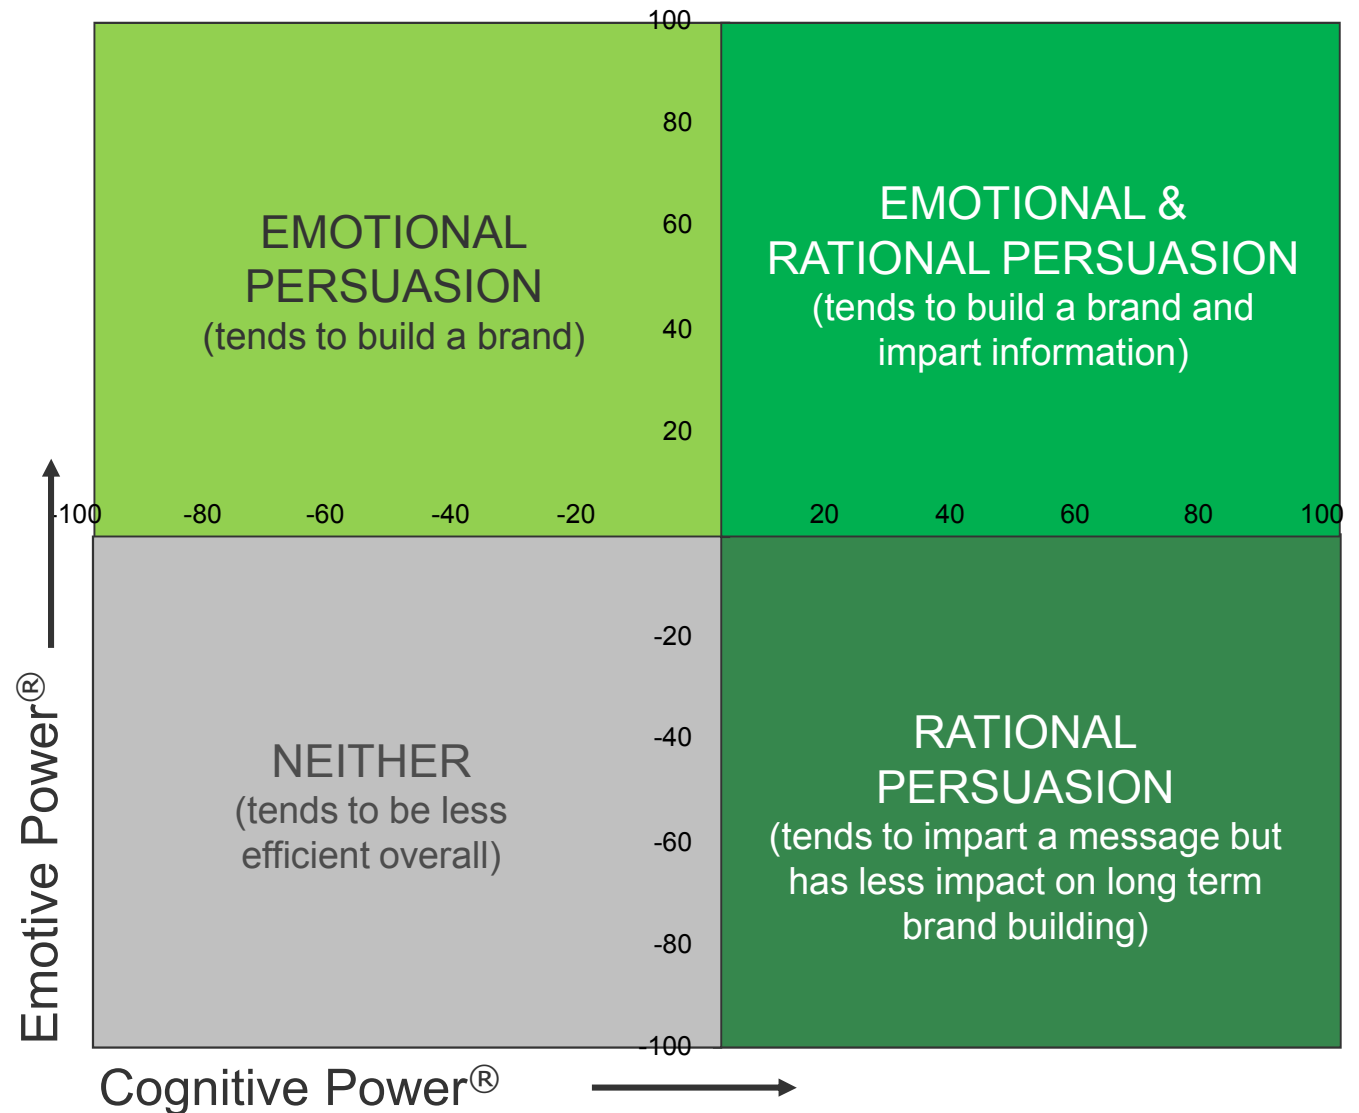 100
80
60
40
20
EMOTIONAL
PERSUASION
(tends to build a brand)
EMOTIONAL &
RATIONAL PERSUASION
(tends to build a brand and
impart information)
-100 -80 -60 -40 -20 20 40 60 80 100
-20
-40
-60
-80
-100
NEITHER
(tends to be less
efficient overall)
RATIONAL
PERSUASION
(tends to impart a message but
has less impact on long term
brand building)
Emotive Power®
Cognitive Power®